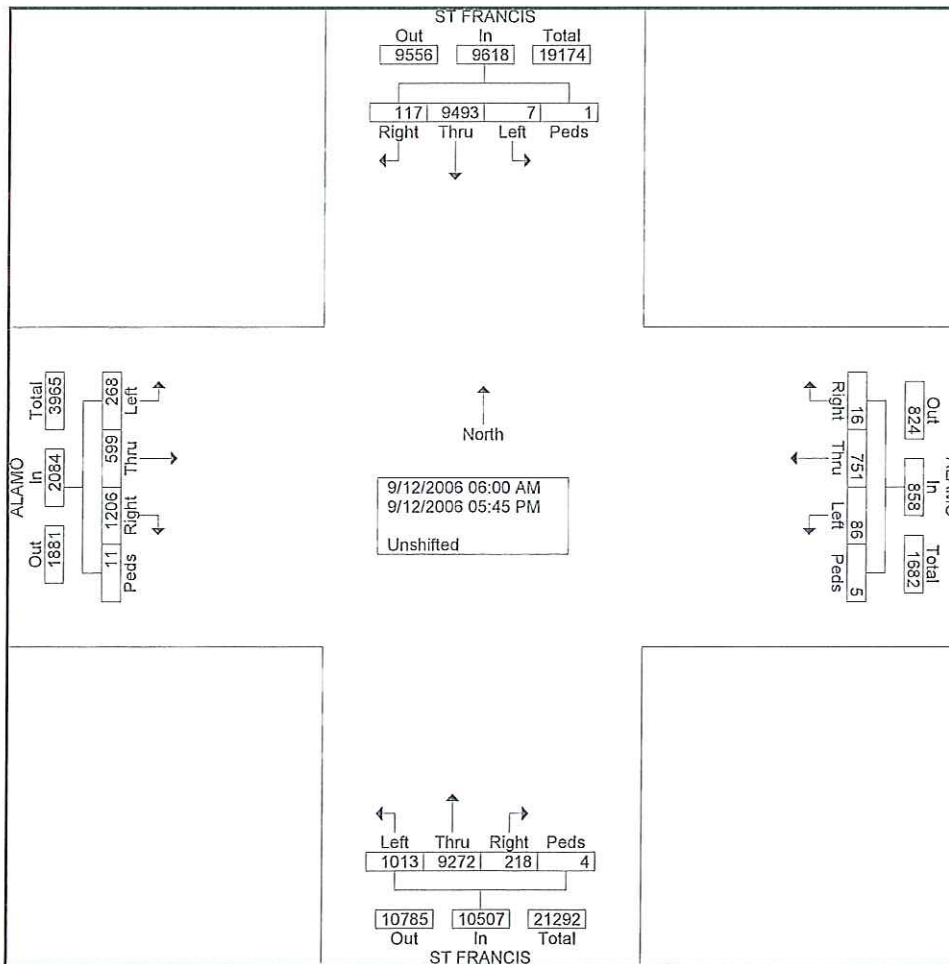 ST FRANCIS
Out In Total
9556 9618 19174
117 9493 7 1
Right Thru Left Peds
ALAMO
Total In Out
3965 2084 1881
268 599 1206 11
Left Thru Right Peds
North
9/12/2006 06:00 AM
9/12/2006 05:45 PM
Unshifted
Right Thru Left Peds
16 751 86 5
Out In Total
824 858 1682
Left Thru Right Peds
1013 9272 218 4
10785 10507 21292
Out In Total
ST FRANCIS